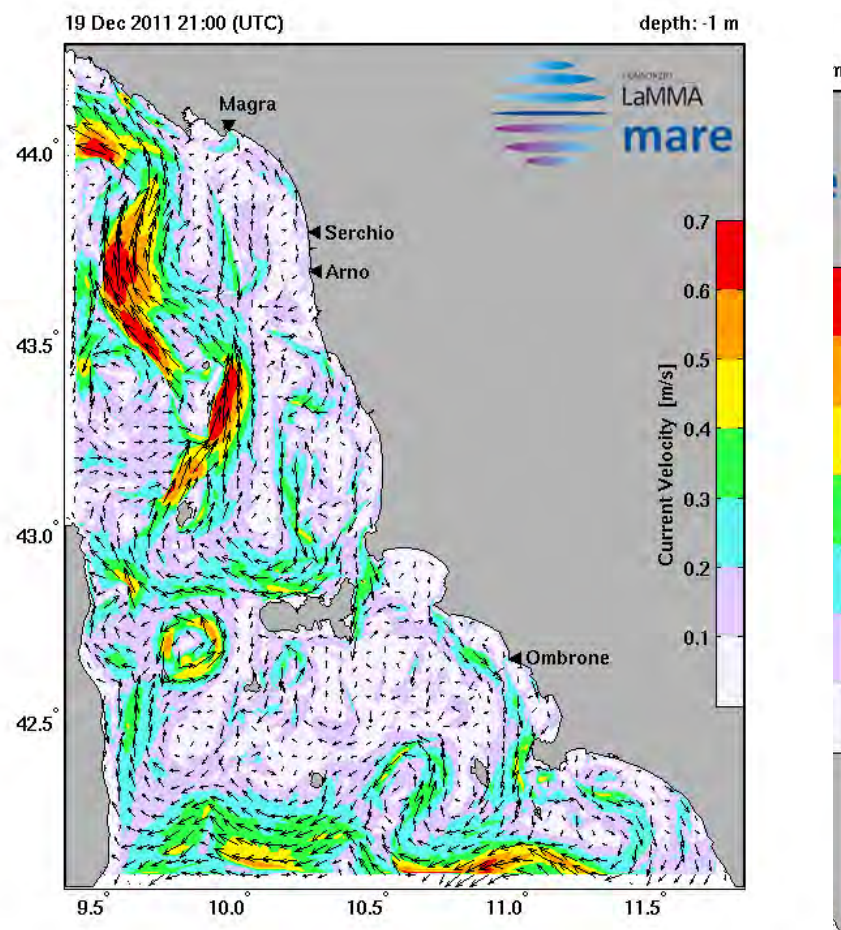 19 Dec 2011 21:00 (UTC)
depth: -1 m
CONSORZIO
LaMMA
mare
Magra
44.0°
Serchio
0.7
Arno
0.6
43.5°
0.5
Current Velocity [m/s]
0.4
0.3
43.0°
0.2
0.1
Ombrone
42.5°
9.5°
10.0°
10.5°
11.0°
11.5°